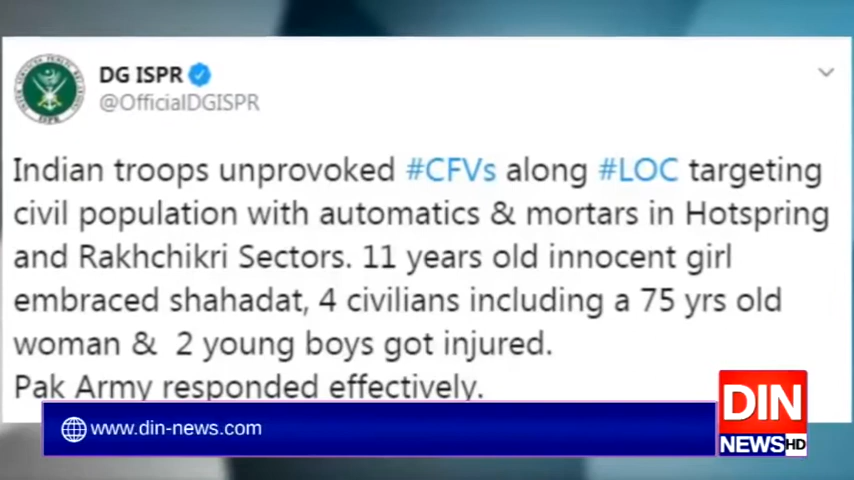 DG ISPR
@OfficialDGISPR
Indian troops unprovoked #CFVs along #LOC targeting
civil population with automatics & mortars in Hotspring
and Rakhchikri Sectors. 11 years old innocent girl
embraced shahadat, 4 civilians including a 75 yrs old
woman & 2 young boys got injured.
Pak Army responded effectively.
www.din-news.com
DIN
NEWS HD